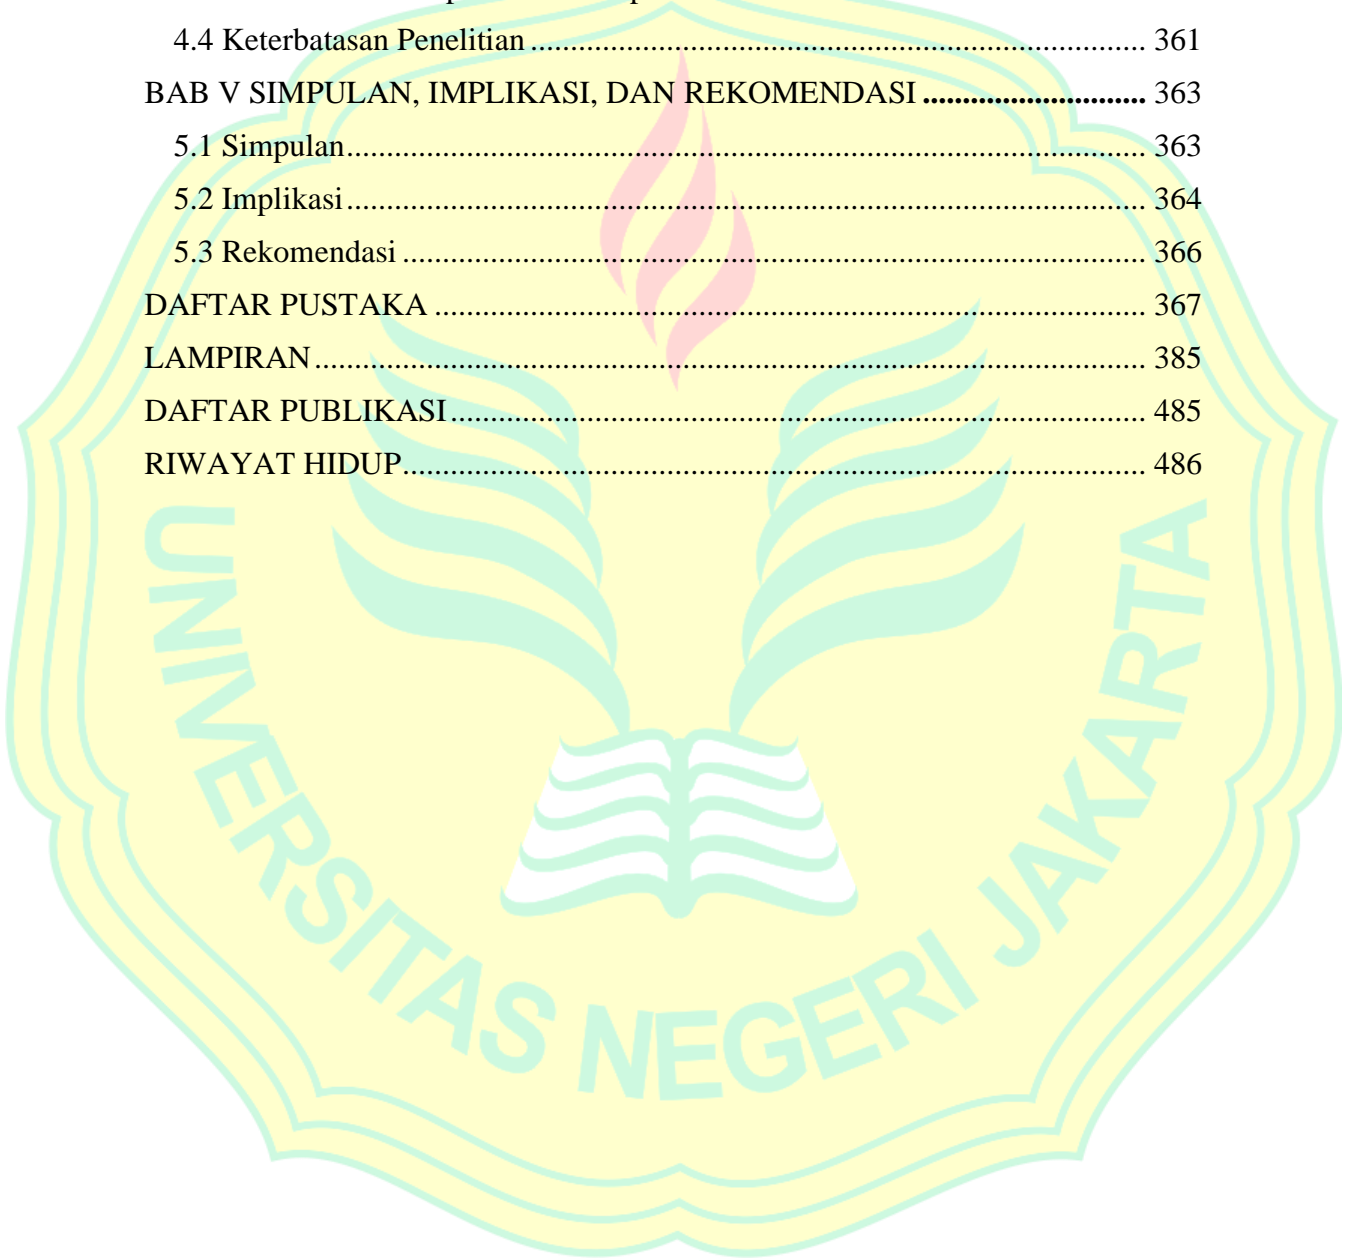 4.4 Keterbatasan Penelitian ............................................................................. 361
BAB V SIMPULAN, IMPLIKASI, DAN REKOMENDASI ............................ 363
5.1 Simpulan.................................................................................................... 363
5.2 Implikasi.................................................................................................... 364
5.3 Rekomendasi ............................................................................................. 366
DAFTAR PUSTAKA ......................................................................................... 367
LAMPIRAN........................................................................................................ 385
DAFTAR PUBLIKASI....................................................................................... 485
RIWAYAT HIDUP............................................................................................. 486
UNIVERSITAS NEGERI JAKARTA